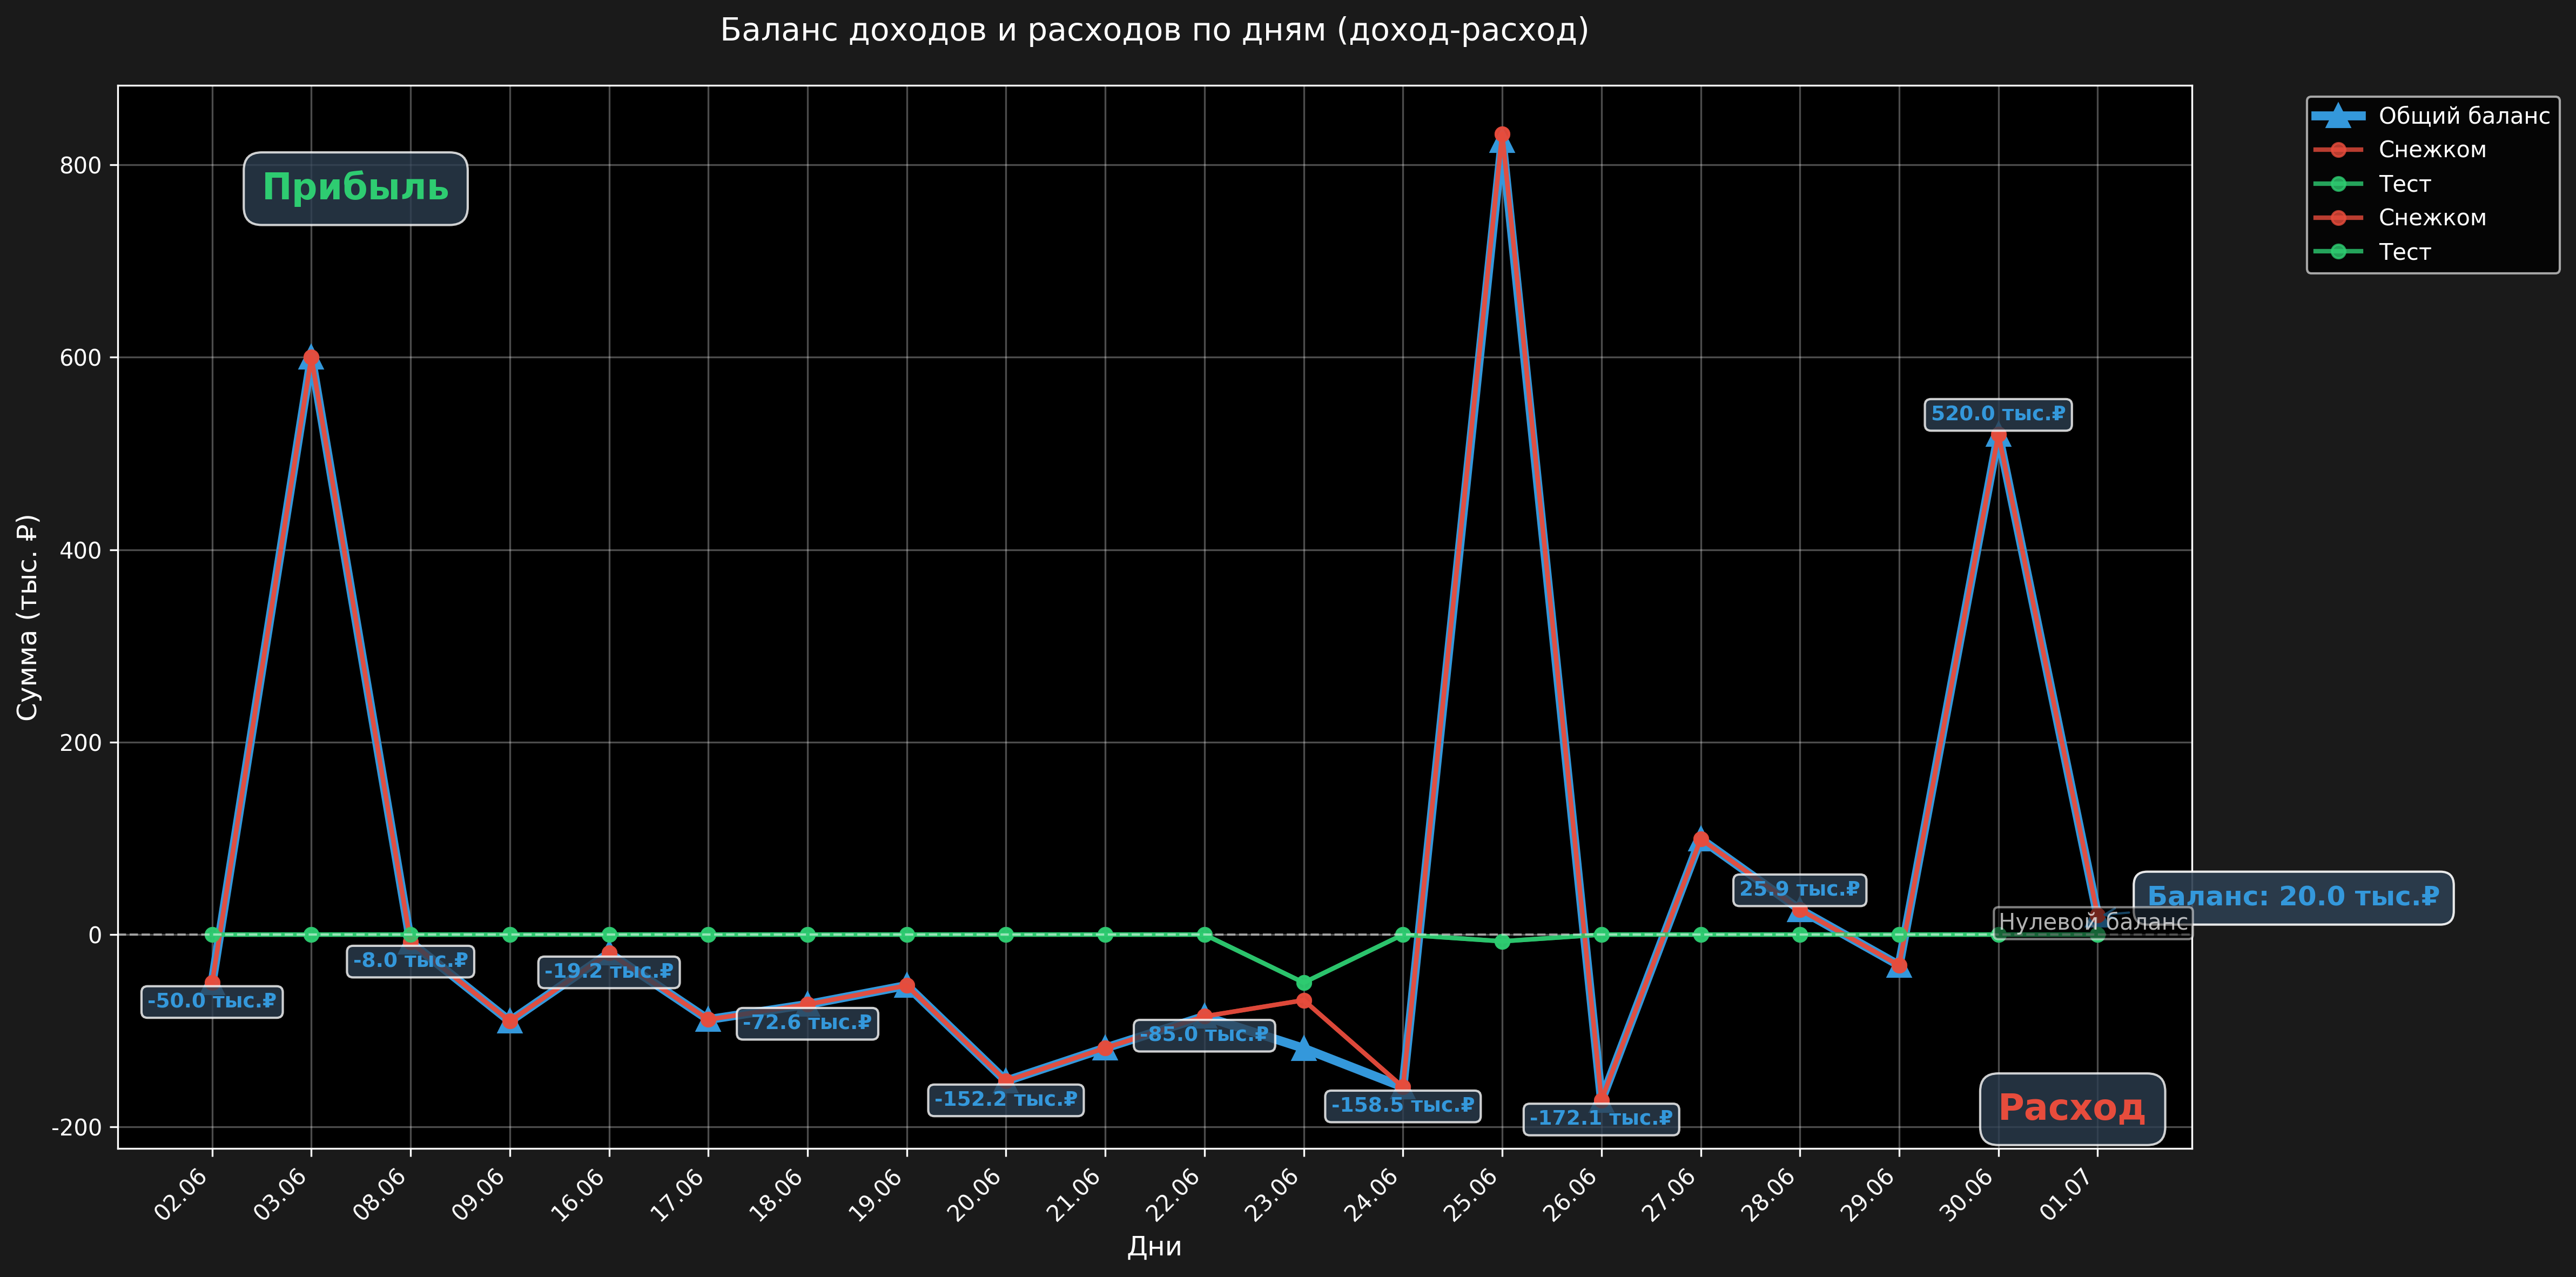 Баланс доходов и расходов по дням (доход-расход)
Общий баланс
Снежком
Тест
Снежком
Тест
Прибыль
Сумма (тыс. ₽)
800
600
400
200
0
-200
520.0 тыс.₽
25.9 тыс.₽
Баланс: 20.0 тыс.₽
Нулевой баланс
-50.0 тыс.₽
-8.0 тыс.₽
-19.2 тыс.₽
-72.6 тыс.₽
-152.2 тыс.₽
-85.0 тыс.₽
-158.5 тыс.₽
-172.1 тыс.₽
Расход
02.06
03.06
08.06
09.06
16.06
17.06
18.06
19.06
20.06
21.06
22.06
23.06
24.06
25.06
26.06
27.06
28.06
29.06
30.06
01.07
Дни